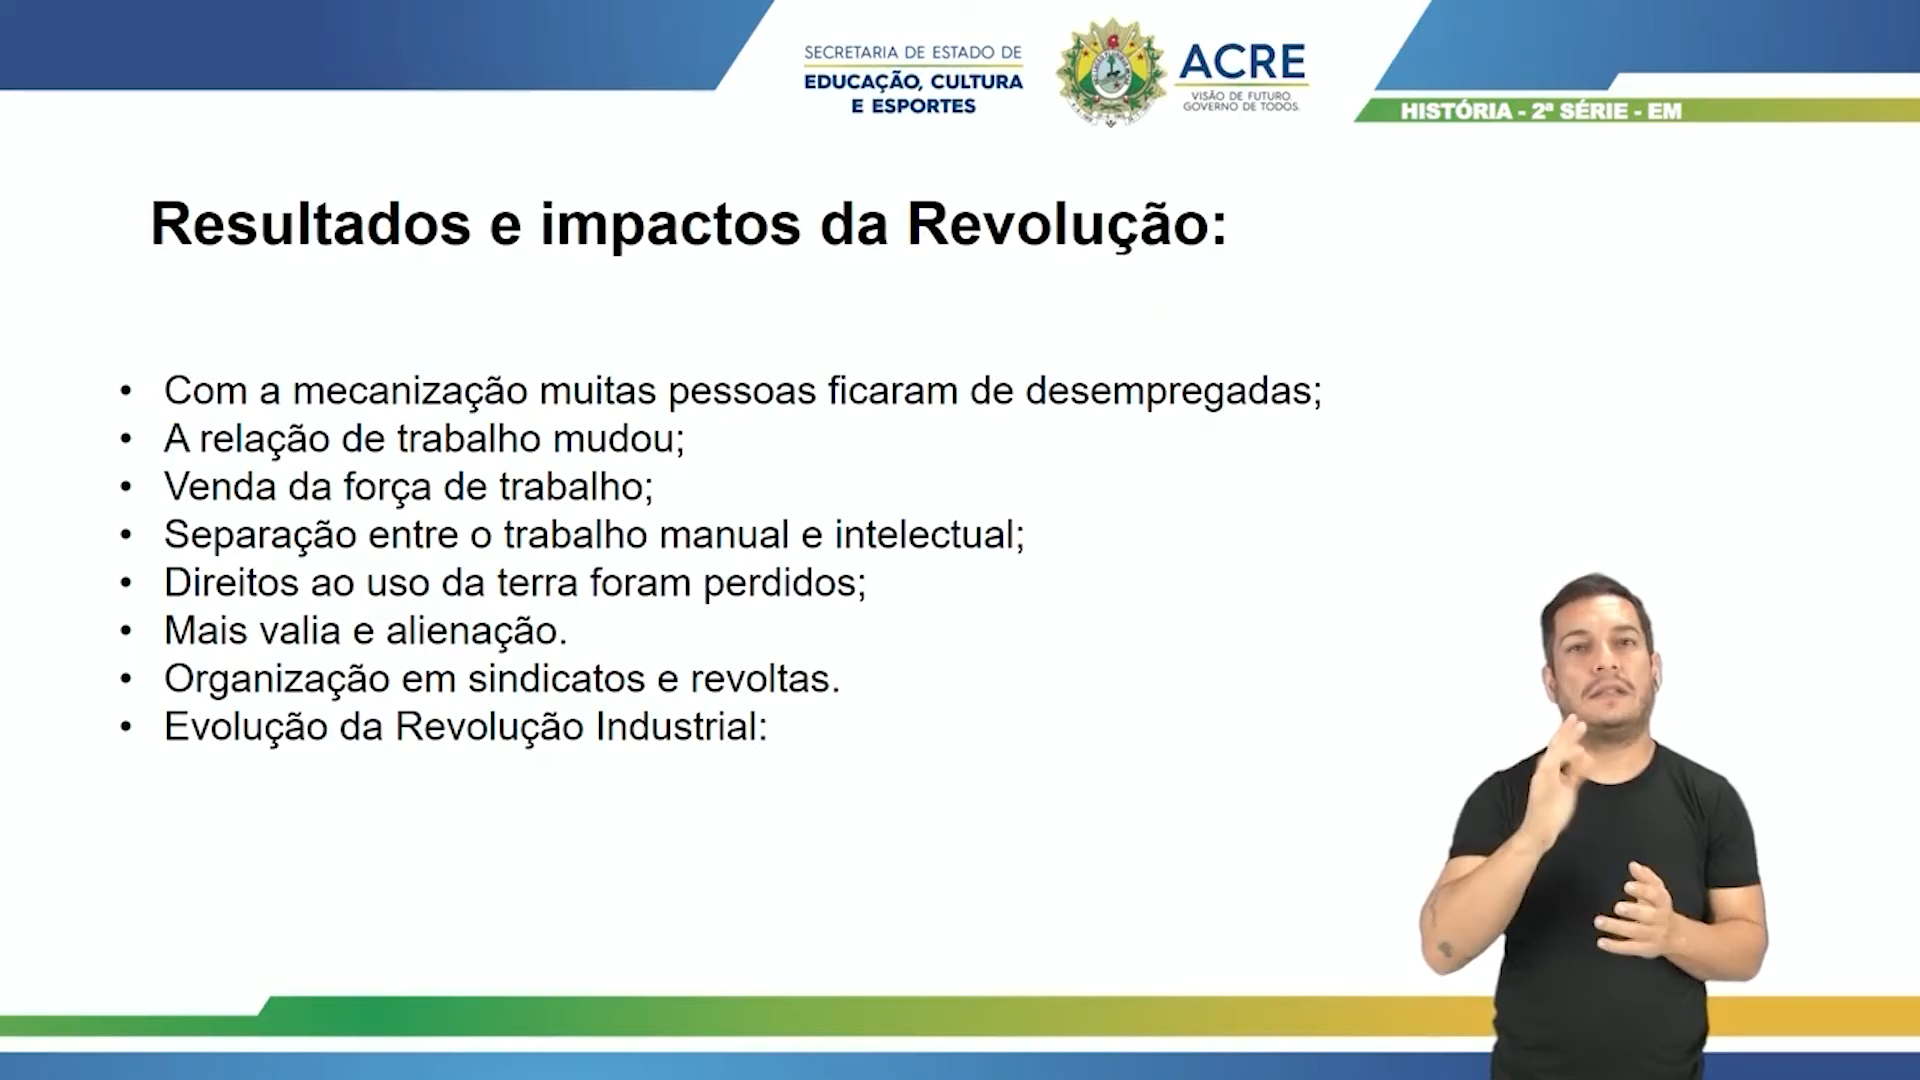 SECRETARIA DE ESTADO DE
EDUCAÇÃO, CULTURA
E ESPORTES
ACRE
VISÃO DE FUTURO.
GOVERNO DE TODOS.
HISTÓRIA - 2ª SÉRIE - EM
Resultados e impactos da Revolução:
• Com a mecanização muitas pessoas ficaram de desempregadas;
• A relação de trabalho mudou;
• Venda da força de trabalho;
• Separação entre o trabalho manual e intelectual;
• Direitos ao uso da terra foram perdidos;
• Mais valia e alienação.
• Organização em sindicatos e revoltas.
• Evolução da Revolução Industrial: